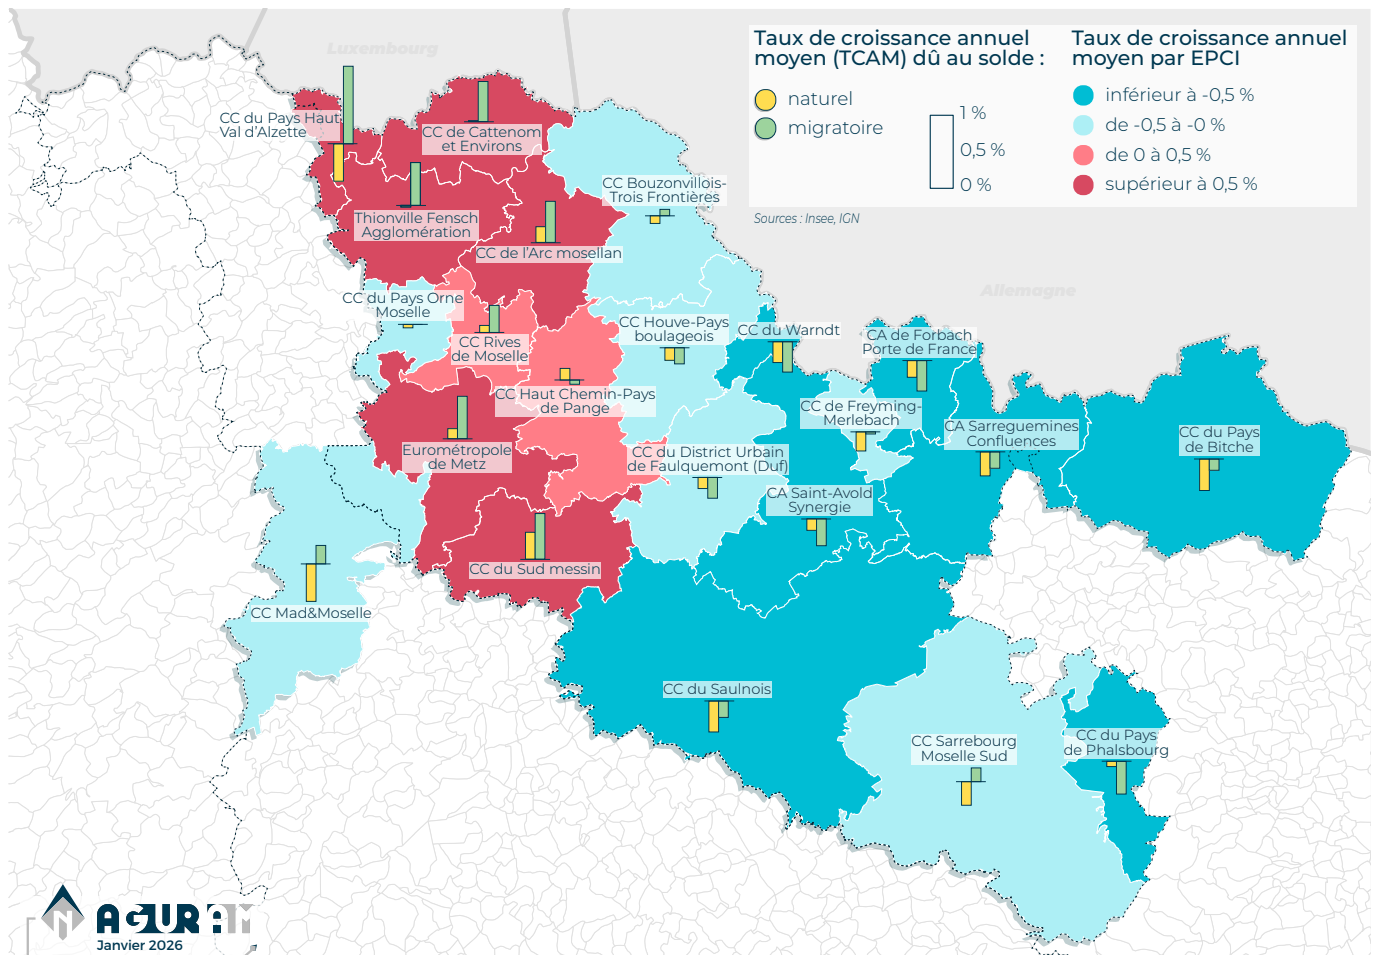 Luxembourg
Taux de croissance annuel
moyen (TCAM) dû au solde :
naturel
migratoire
1 %
0,5 %
0 %
Taux de croissance annuel
moyen par EPCI
inférieur à -0,5 %
de -0,5 à -0 %
de 0 à 0,5 %
supérieur à 0,5 %
Sources : Insee, IGN
CC du Pays Haut
Val d'Alzette
CC de Cattenom
et Environs
CC Bouzonvillois-
Trois Frontières
Thionville Fensch
Agglomération
CC de l'Arc mosellan
Allemagne
CC du Pays Orne
Moselle
CC Rives
de Moselle
CC Houve-Pays
boulageois
CC du Warndt
CA de Forbach
Porte de France
CC Haut Chemin-Pays
de Pange
CC de Freyming-
Merlebach
CA Sarreguemines
Confluences
CC du Pays
de Bitche
Eurométropole
de Metz
CC du District Urbain
de Faulquemont (Duf)
CA Saint-Avold
Synergie
CC du Sud messin
CC Mad&Moselle
CC du Saulnois
CC Sarrebourg
Moselle Sud
CC du Pays
de Phalsbourg
N
AGURAM
Janvier 2026